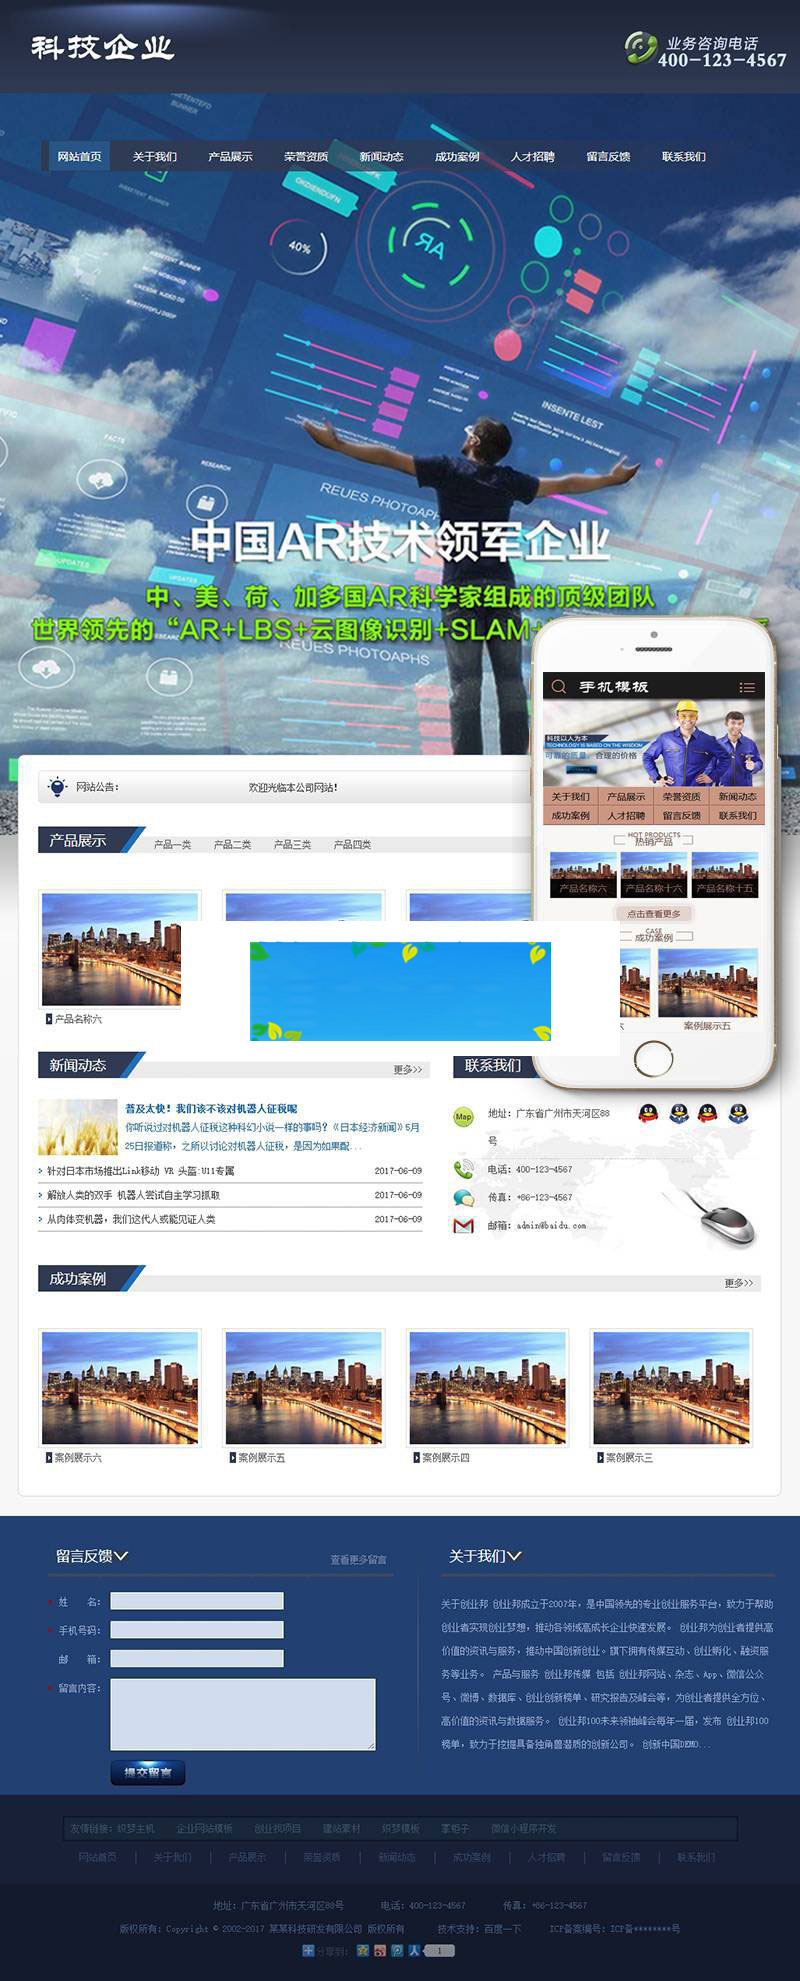 科技企业
业务咨询电话
400-123-4567
网站首页 关于我们 产品展示 荣誉资质 新闻动态 成功案例 人才招聘 留言反馈 联系我们
40%
AR
INSENTE LEST
FACTS
RESEARCH
REUES PHOTOAPHS
中国AR技术领军企业
UPDATES
UPDATES
中、美、荷、加多国AR科学家组成的顶级团队
世界领先的“AR+LBS+云图像识别+SLAM+
REUES PHOTOAPHS
手机模板
科技以人为本
TECHNOLOGY IS BASED ON THE WISDOM
可靠的质量，合理的价格
关于我们 产品展示 荣誉资质 新闻动态
成功案例 人才招聘 留言反馈 联系我们
HOT PRODUCTS
热销产品
产品名称六 产品名称十六 产品名称十五
点击查看更多
CASE
成功案例
案例展示五
网站公告：
欢迎光临本公司网站！
产品展示
产品一类 产品二类 产品三类 产品四类
产品名称六
新闻动态
更多>>
普及太快！我们该不该对机器人征税呢
你听说过对机器人征税这种科幻小说一样的事吗？《日本经济新闻》5月
25日报道称，之所以讨论对机器人征税，是因为如果配...
针对日本市场推出Link移动 VR 头盔:U11专属 2017-06-09
解放人类的双手 机器人尝试自主学习抓取 2017-06-09
从肉体变机器，我们这代人或能见证人类 2017-06-09
联系我们
Map
地址：广东省广州市天河区88
号
电话：400-123-4567
传真：+86-123-4567
邮箱：admin@baidu.com
成功案例
更多>>
案例展示六 案例展示五 案例展示四 案例展示三
留言反馈
查看更多留言
* 姓 名：
* 手机号码：
邮 箱：
* 留言内容：
提交留言
关于我们
关于创业邦 创业邦成立于2007年，是中国领先的专业创业服务平台，致力于帮助
创业者实现创业梦想，推动各领域高成长企业快速发展。 创业邦为创业者提供高
价值的资讯与服务，推动中国创新创业。旗下拥有传媒互动、创业孵化、融资服
务等业务。 产品与服务 创业邦传媒 包括 创业邦网站、杂志、App、微信公众
号、微博、数据库、创业创新榜单、研究报告及峰会等，为创业者提供全方位、
高价值的资讯与数据服务。 创业邦100未来领袖峰会每年一届，发布 创业邦100
榜单，致力于挖掘具备独角兽潜质的创新公司。 创新中国DEMO...
友情链接：织梦主机 企业网站模板 创业找项目 建站素材 织梦模板 掌柜子 微信小程序开发
网站首页 | 关于我们 | 产品展示 | 荣誉资质 | 新闻动态 | 成功案例 | 人才招聘 | 留言反馈 | 联系我们
地址：广东省广州市天河区88号 电话：400-123-4567 传真：+86-123-4567
版权所有：Copyright © 2002-2017 某某科技研发有限公司 版权所有 技术支持：百度一下 ICP备案编号：ICP备********号
分享到： 1